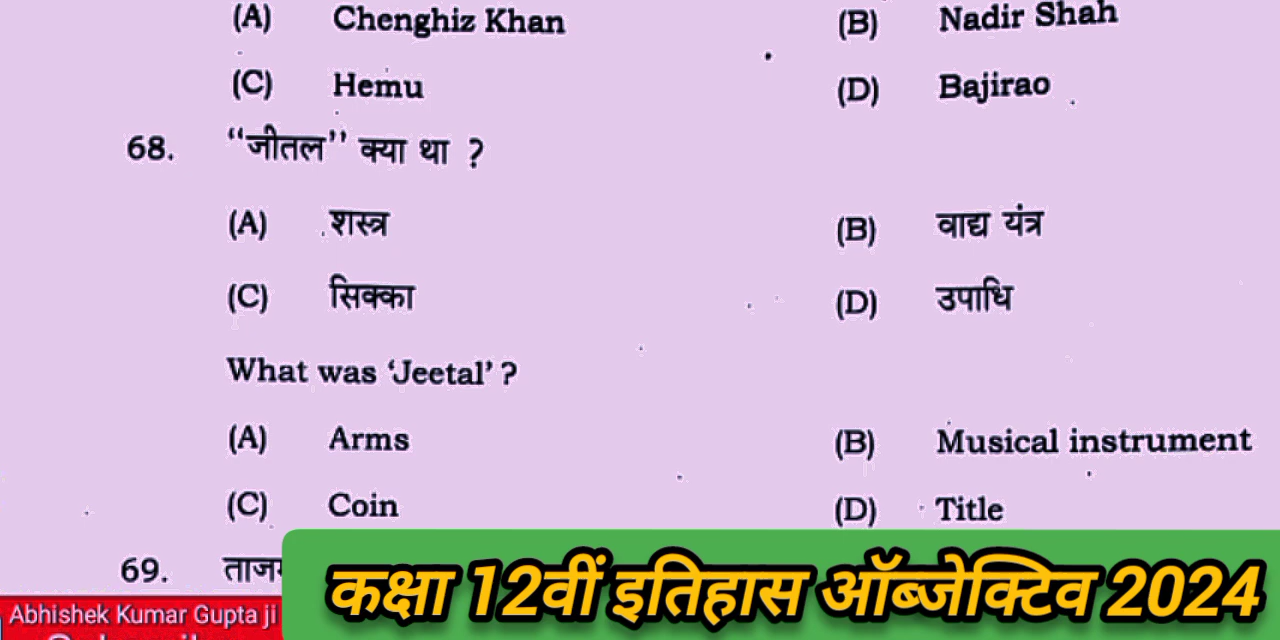 (A) Chenghiz Khan (B) Nadir Shah
(C) Hemu (D) Bajirao
68. “जीतल” क्या था ?
(A) शस्त्र (B) वाद्य यंत्र
(C) सिक्का (D) उपाधि
What was ‘Jeetal’ ?
(A) Arms (B) Musical instrument
(C) Coin (D) Title
69.
कक्षा 12वीं इतिहास ऑब्जेक्टिव 2024
Abhishek Kumar Gupta ji